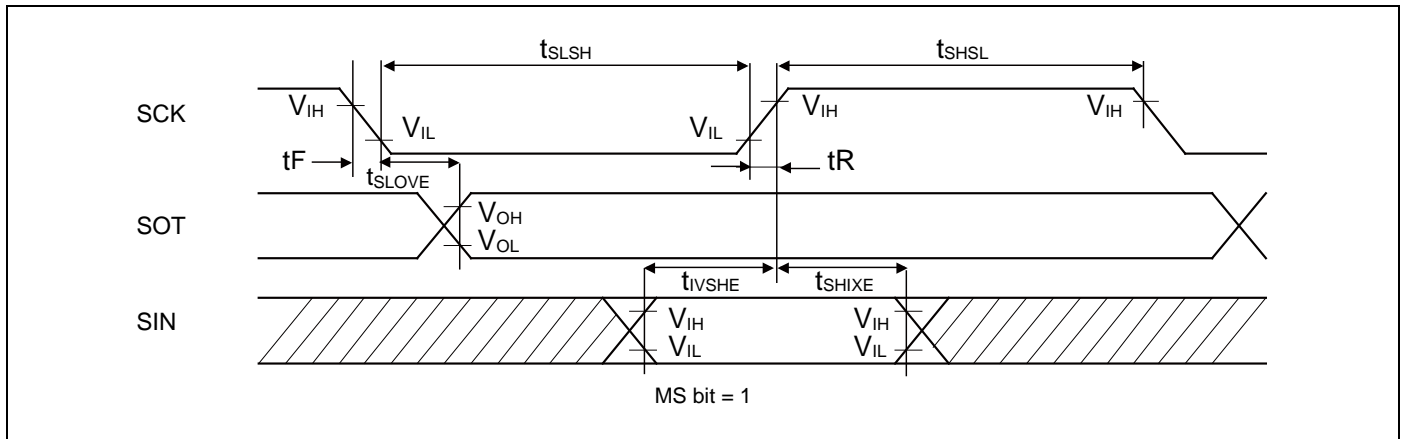 tSLSH
tSHSL
SCK
VIH
VIL
VIL
VIH
VIH
tF
tSLOVE
tR
SOT
VOH
VOL
tIVSHE
tSHIXE
SIN
VIH
VIL
VIH
VIL
MS bit = 1